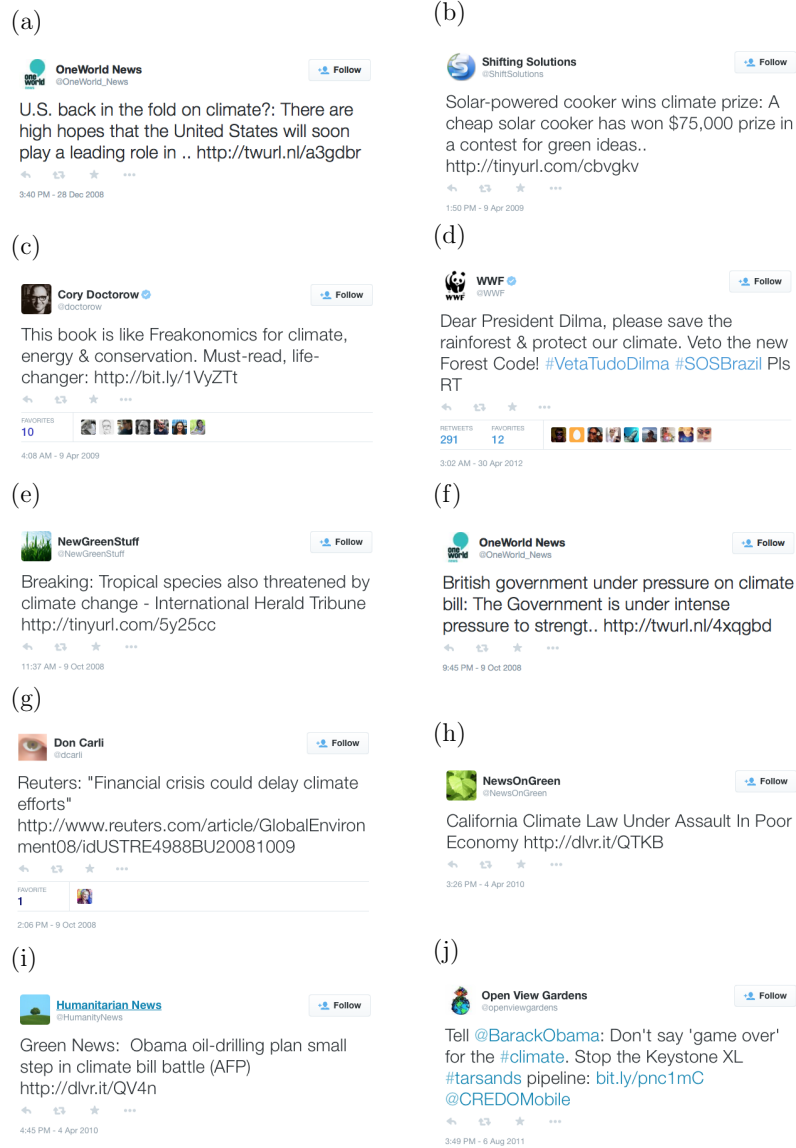 (a)
OneWorld News
@OneWorld_News
Follow
U.S. back in the fold on climate?: There are
high hopes that the United States will soon
play a leading role in .. http://twurl.nl/a3gdbr
3:40 PM - 28 Dec 2008
(b)
Shifting Solutions
@ShiftSolutions
Follow
Solar-powered cooker wins climate prize: A
cheap solar cooker has won $75,000 prize in
a contest for green ideas..
http://tinyurl.com/cbvgkv
1:50 PM - 9 Apr 2009
(c)
Cory Doctorow
@doctorow
Follow
This book is like Freakonomics for climate,
energy & conservation. Must-read, life-
changer: http://bit.ly/1VyZTt
FAVORITES
10
4:08 AM - 9 Apr 2009
(d)
WWF
@WWF
Follow
WWF
Dear President Dilma, please save the
rainforest & protect our climate. Veto the new
Forest Code! #VetaTudoDilma #SOSBrazil Pls
RT
RETWEETS FAVORITES
291 12
3:02 AM - 30 Apr 2012
(e)
NewGreenStuff
@NewGreenStuff
Follow
Breaking: Tropical species also threatened by
climate change - International Herald Tribune
http://tinyurl.com/5y25cc
11:37 AM - 9 Oct 2008
(f)
OneWorld News
@OneWorld_News
Follow
British government under pressure on climate
bill: The Government is under intense
pressure to strengt.. http://twurl.nl/4xqgbd
9:45 PM - 9 Oct 2008
(g)
Don Carli
@dcarli
Follow
Reuters: "Financial crisis could delay climate
efforts"
http://www.reuters.com/article/GlobalEnviron
ment08/idUSTRE4988BU20081009
FAVORITE
1
2:06 PM - 9 Oct 2008
(h)
NewsOnGreen
@NewsOnGreen
Follow
California Climate Law Under Assault In Poor
Economy http://dlvr.it/QTKB
3:26 PM - 4 Apr 2010
(i)
Humanitarian News
@HumanityNews
Follow
Green News:  Obama oil-drilling plan small
step in climate bill battle (AFP)
http://dlvr.it/QV4n
4:45 PM - 4 Apr 2010
(j)
Open View Gardens
@openviewgardens
Follow
Tell @BarackObama: Don't say 'game over'
for the #climate. Stop the Keystone XL
#tarsands pipeline: bit.ly/pnc1mC
@CREDOMobile
3:49 PM - 6 Aug 2011